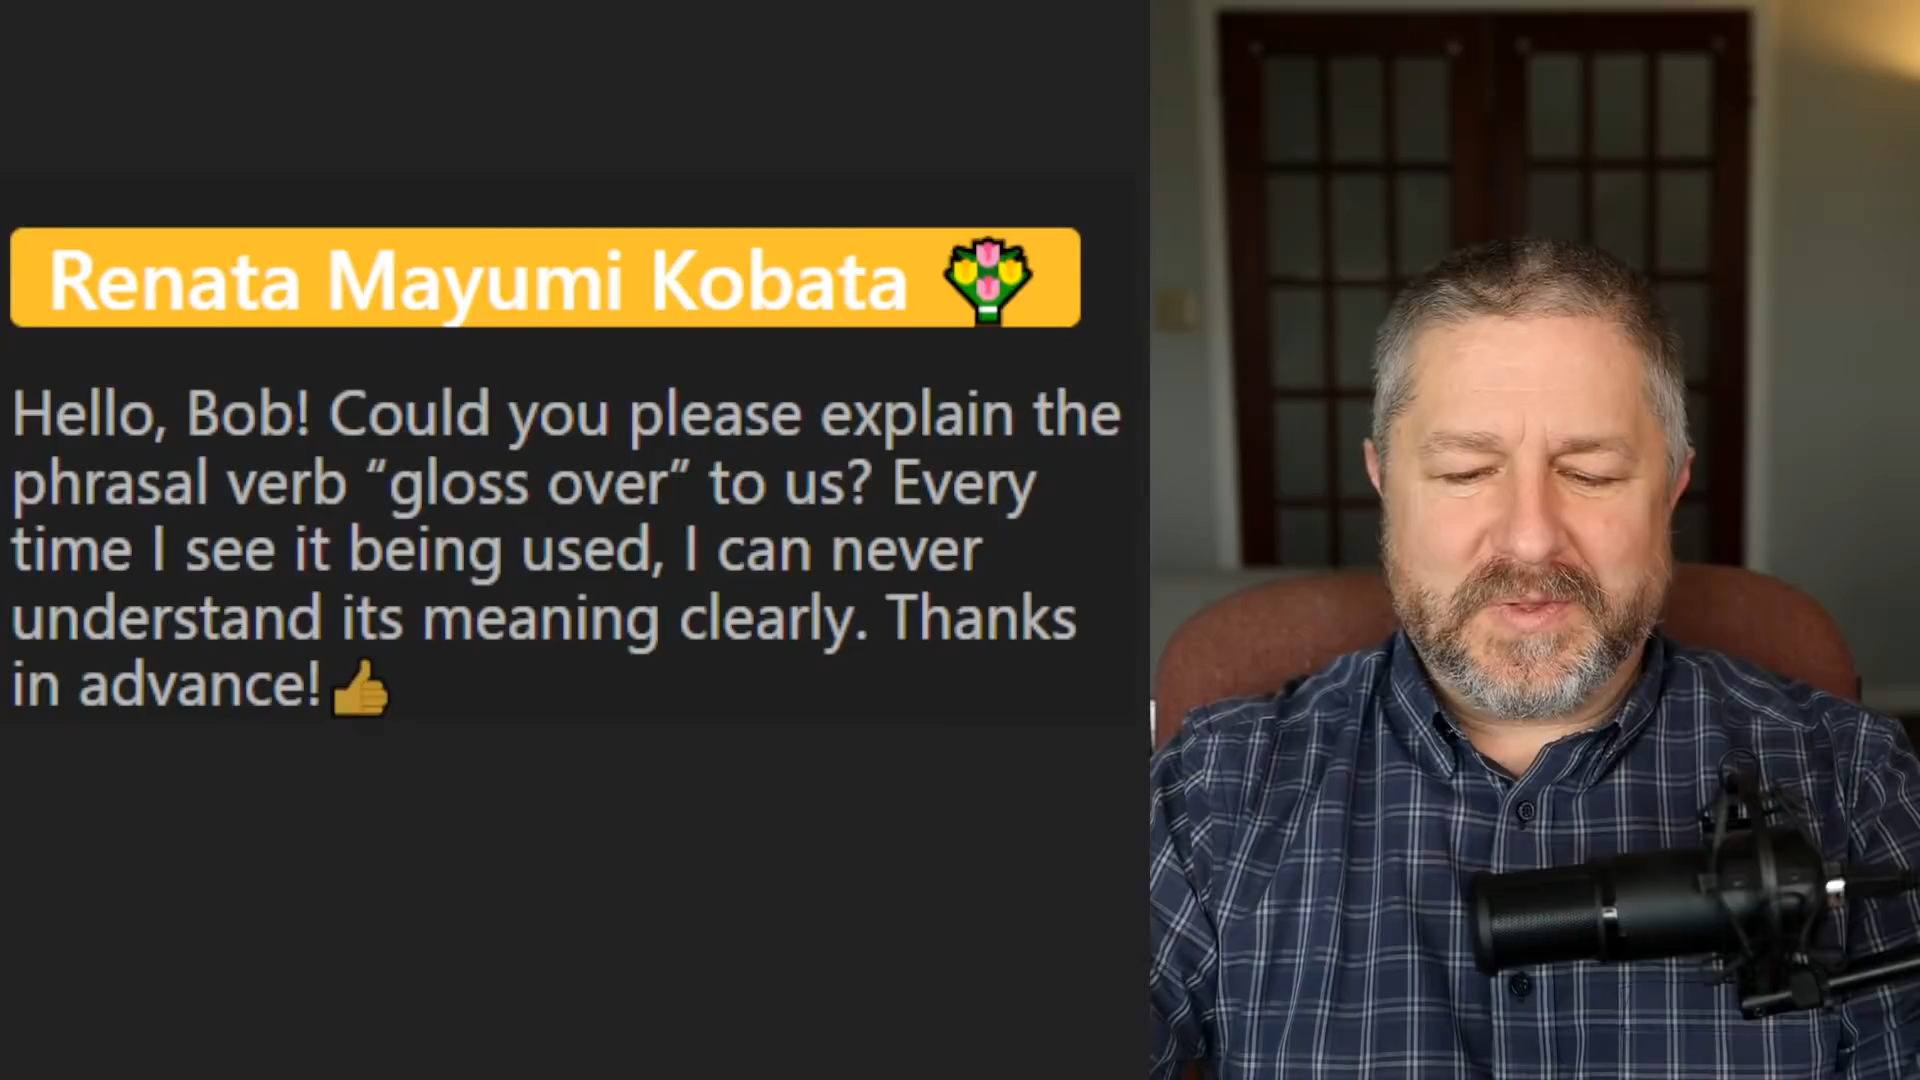 Renata Mayumi Kobata 💐
Hello, Bob! Could you please explain the
phrasal verb “gloss over” to us? Every
time I see it being used, I can never
understand its meaning clearly. Thanks
in advance!👍